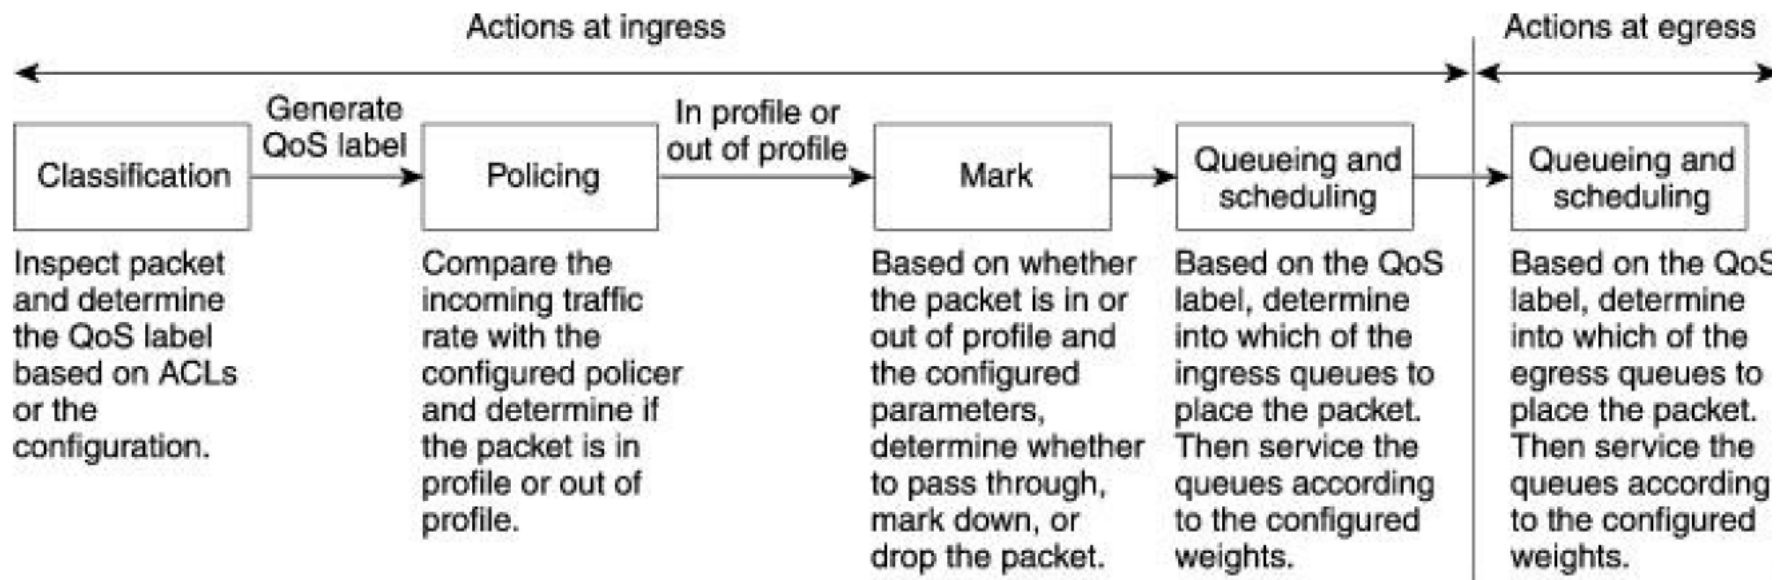 Actions at ingress
Actions at egress
Generate
QoS label
In profile or
out of profile
Classification
Policing
Mark
Queueing and
scheduling
Queueing and
scheduling
Inspect packet
and determine
the QoS label
based on ACLs
or the
configuration.
Compare the
incoming traffic
rate with the
configured policer
and determine if
the packet is in
profile or out of
profile.
Based on whether
the packet is in or
out of profile and
the configured
parameters,
determine whether
to pass through,
mark down, or
drop the packet.
Based on the QoS
label, determine
into which of the
ingress queues to
place the packet.
Then service the
queues according
to the configured
weights.
Based on the QoS
label, determine
into which of the
egress queues to
place the packet.
Then service the
queues according
to the configured
weights.